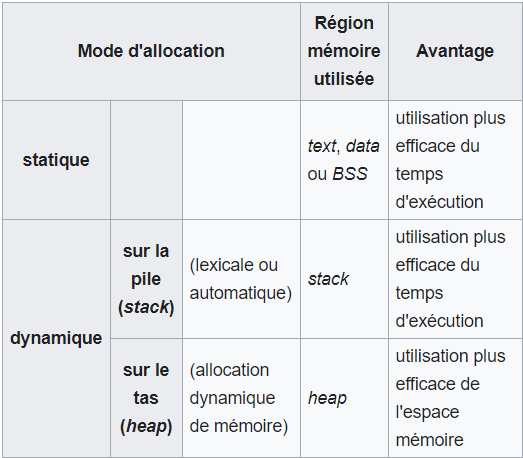 Mode d'allocation
Région
mémoire
utilisée
Avantage
statique
text, data
ou BSS
utilisation plus
efficace du
temps
d'exécution
dynamique
sur la
pile
(stack)
(lexicale ou
automatique)
stack
utilisation plus
efficace du
temps
d'exécution
sur le
tas
(heap)
(allocation
dynamique
de mémoire)
heap
utilisation plus
efficace de
l'espace
mémoire